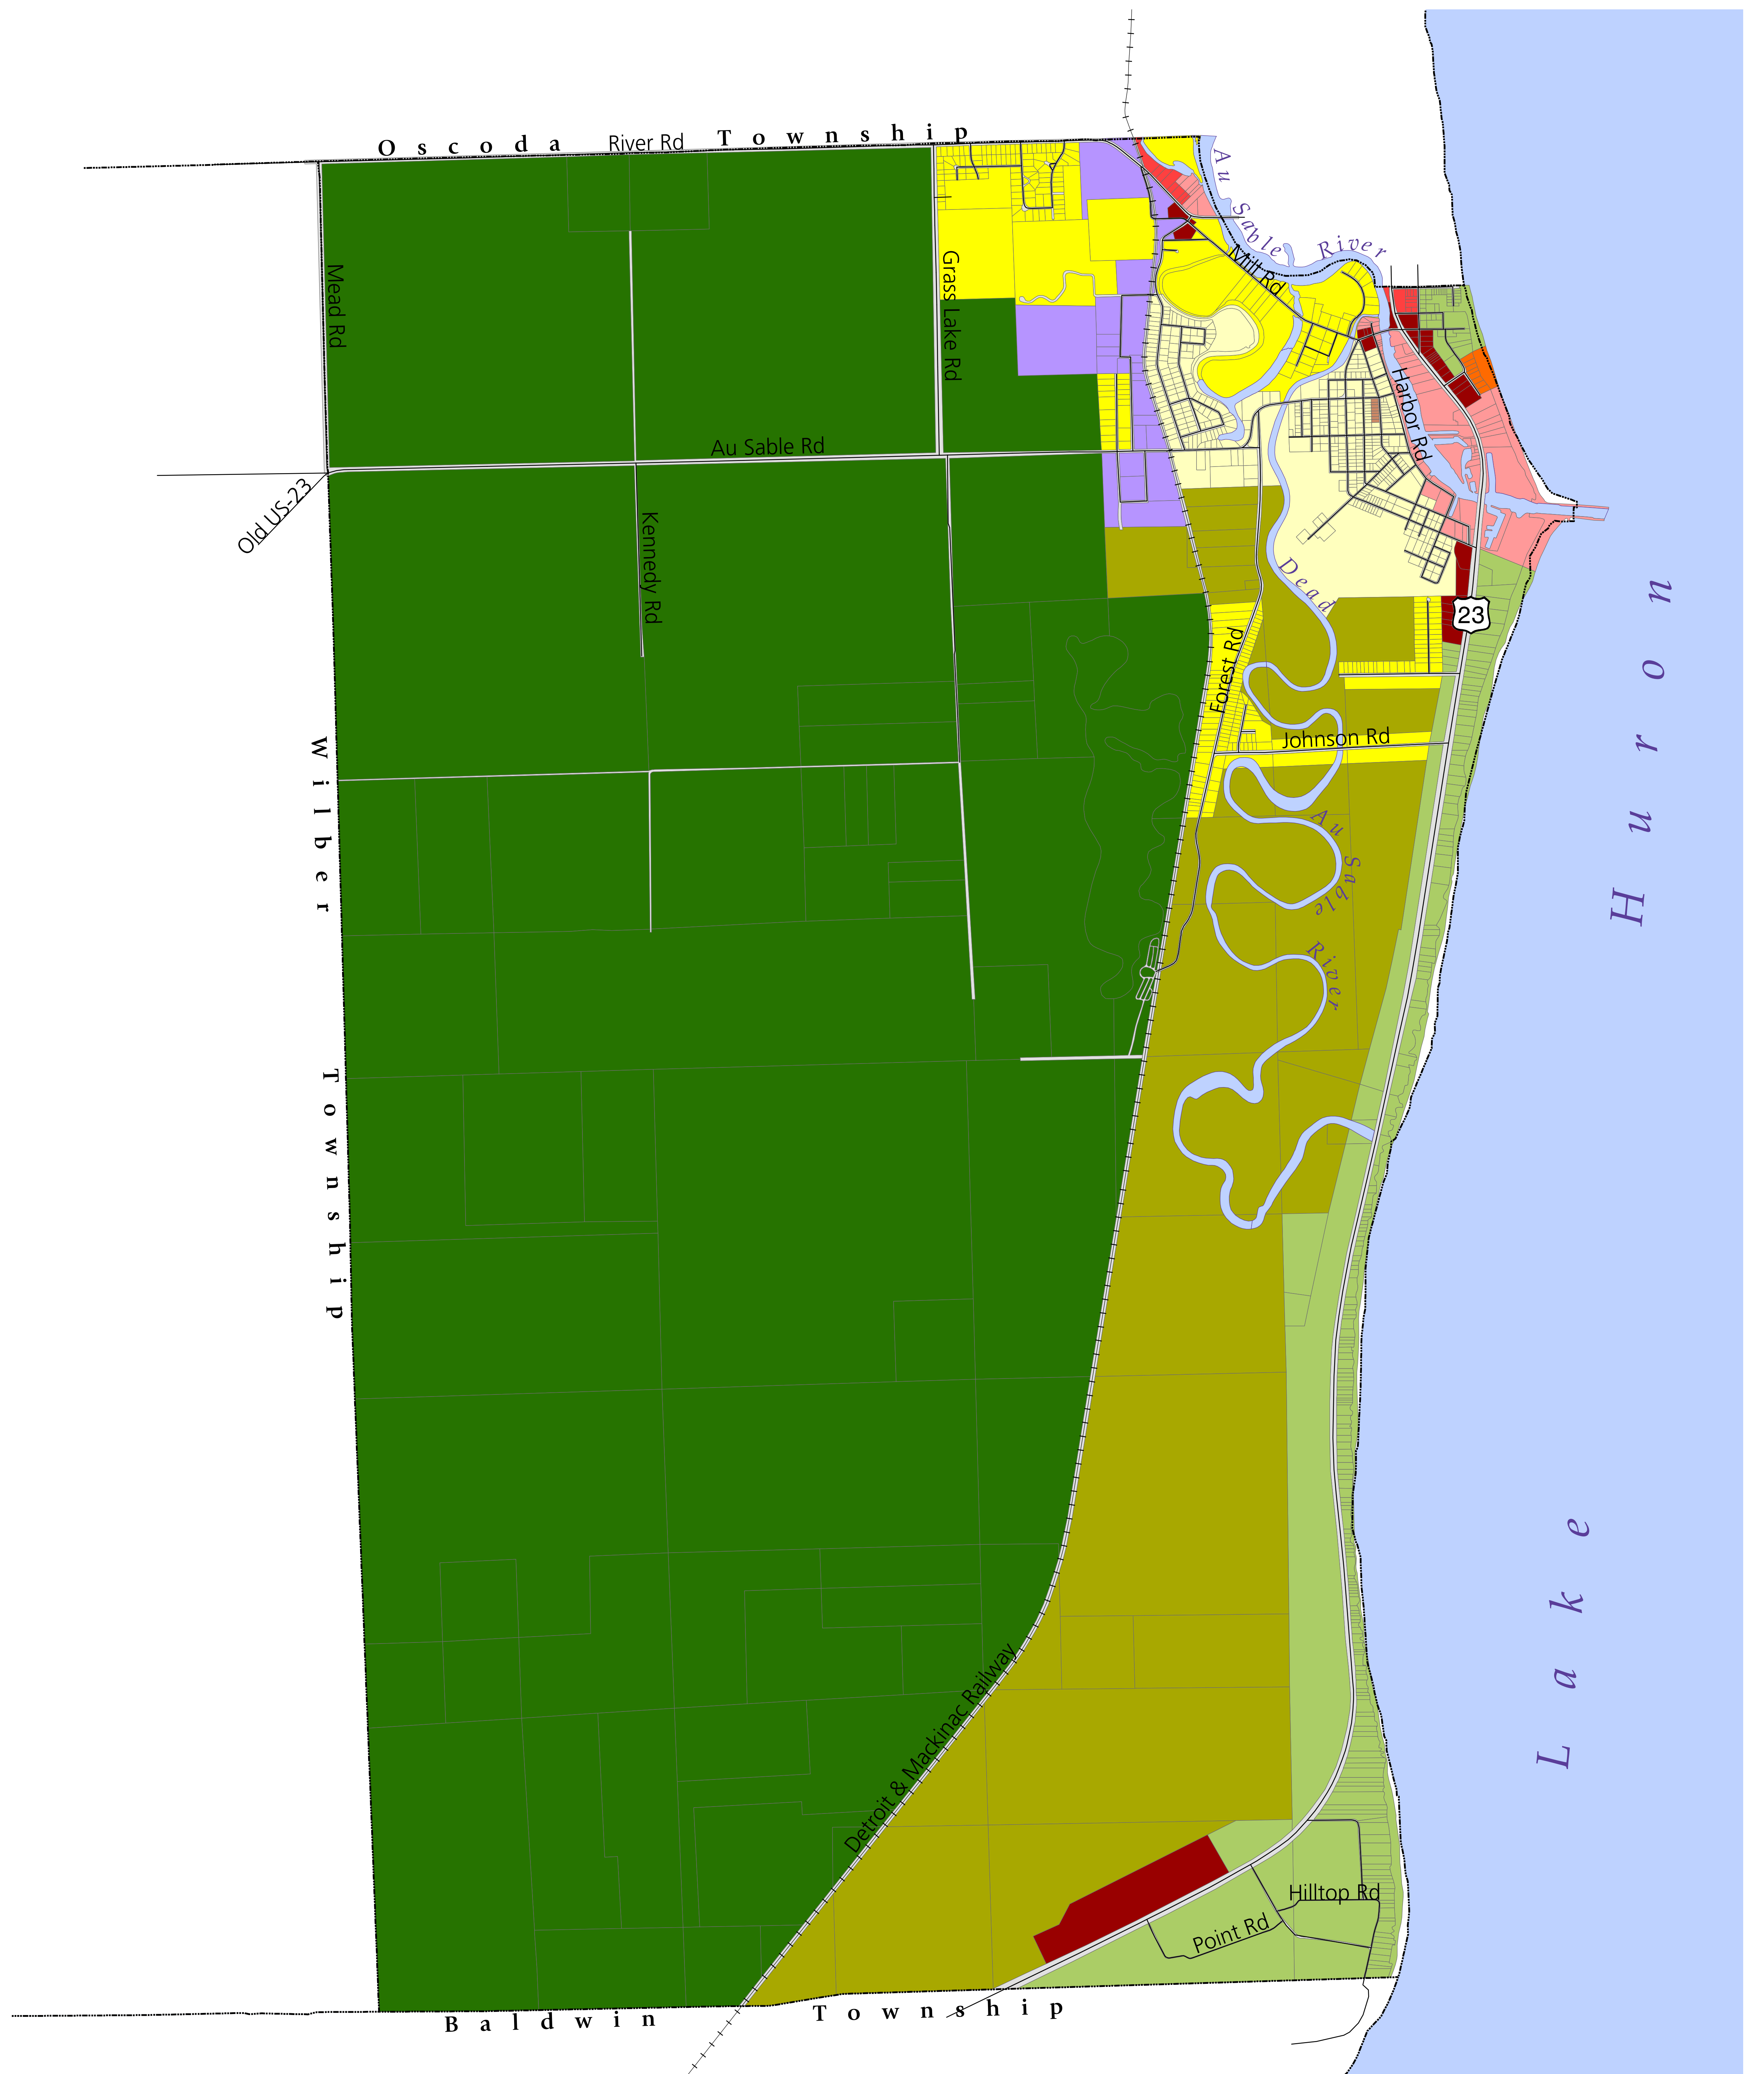 Oscoda Township
River Rd
Au Sable River
Mill Rd
Mead Rd
Grass Lake Rd
Harbor Rd
Au Sable Rd
Old US-23
Kennedy Rd
Dead
Au Sable
River
23
Forest Rd
Johnson Rd
Wilber Township
Lake Huron
Detroit & Mackinac Railway
Hilltop Rd
Point Rd
Baldwin Township